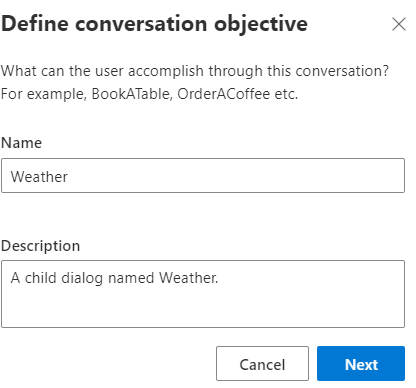 Define conversation objective
What can the user accomplish through this conversation?
For example, BookATable, OrderACoffee etc.
Name
Weather
Description
A child dialog named Weather.
Cancel
Next